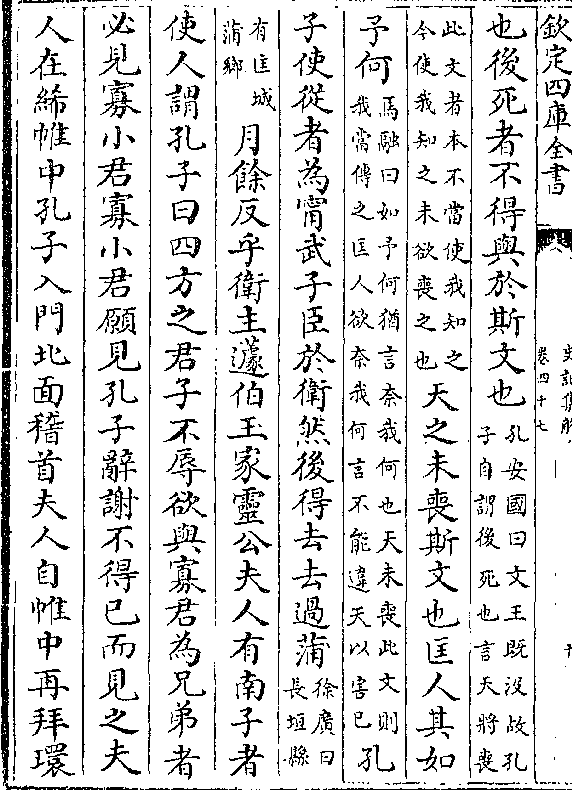 欽定四庫全書
史記集解
卷四十七
也後死者不得與於斯文也孔安國曰文王既沒故孔
子自謂後死也言天將喪
此文者本不當使我知之
今使我知之未欲喪之也天之未喪斯文也匡人其如
予何馬融曰如予何猶言奈我何也天未喪此文則
我當傳之匡人欲奈我何言不能違天以害已孔
子使從者為甯武子臣於衛然後得去去過蒲徐廣曰
長垣縣
有匡城
蒲鄉月餘反乎衛主蘧伯玉家靈公夫人有南子者
使人謂孔子曰四方之君子不辱欲與寡君為兄弟者
必見寡小君寡小君願見孔子辭謝不得已而見之夫
人在絺帷中孔子入門北面稽首夫人自帷中再拜環